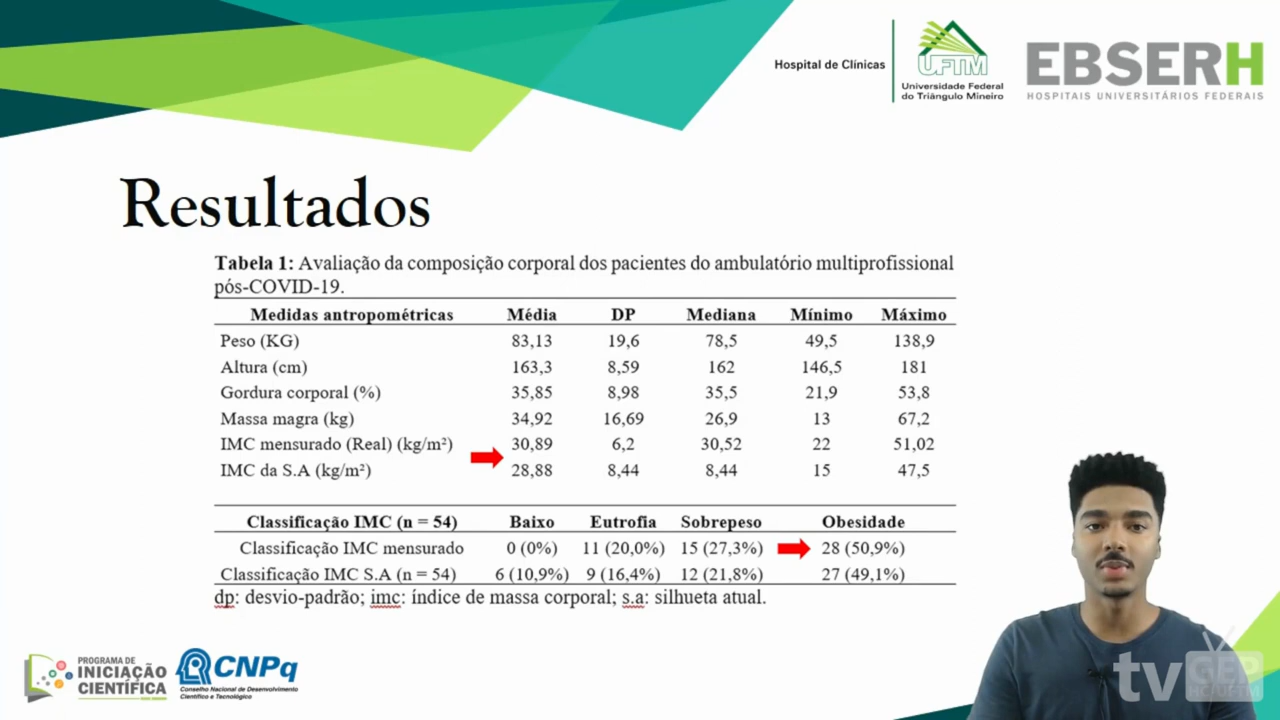 Hospital de Clínicas
UFTM
Universidade Federal
do Triângulo Mineiro
EBSERH
HOSPITAIS UNIVERSITÁRIOS FEDERAIS
Resultados
Tabela 1: Avaliação da composição corporal dos pacientes do ambulatório multiprofissional
pós-COVID-19.
Medidas antropométricas Média DP Mediana Mínimo Máximo
Peso (KG) 83,13 19,6 78,5 49,5 138,9
Altura (cm) 163,3 8,59 162 146,5 181
Gordura corporal (%) 35,85 8,98 35,5 21,9 53,8
Massa magra (kg) 34,92 16,69 26,9 13 67,2
IMC mensurado (Real) (kg/m²) 30,89 6,2 30,52 22 51,02
IMC da S.A (kg/m²) 28,88 8,44 8,44 15 47,5
Classificação IMC (n = 54) Baixo Eutrofia Sobrepeso Obesidade
Classificação IMC mensurado 0 (0%) 11 (20,0%) 15 (27,3%) 28 (50,9%)
Classificação IMC S.A (n = 54) 6 (10,9%) 9 (16,4%) 12 (21,8%) 27 (49,1%)
dp: desvio-padrão; imc: índice de massa corporal; s.a: silhueta atual.
PROGRAMA DE
INICIAÇÃO
CIENTÍFICA
CNPq
Conselho Nacional de Desenvolvimento
Científico e Tecnológico
tv GEP
HC/UFTM